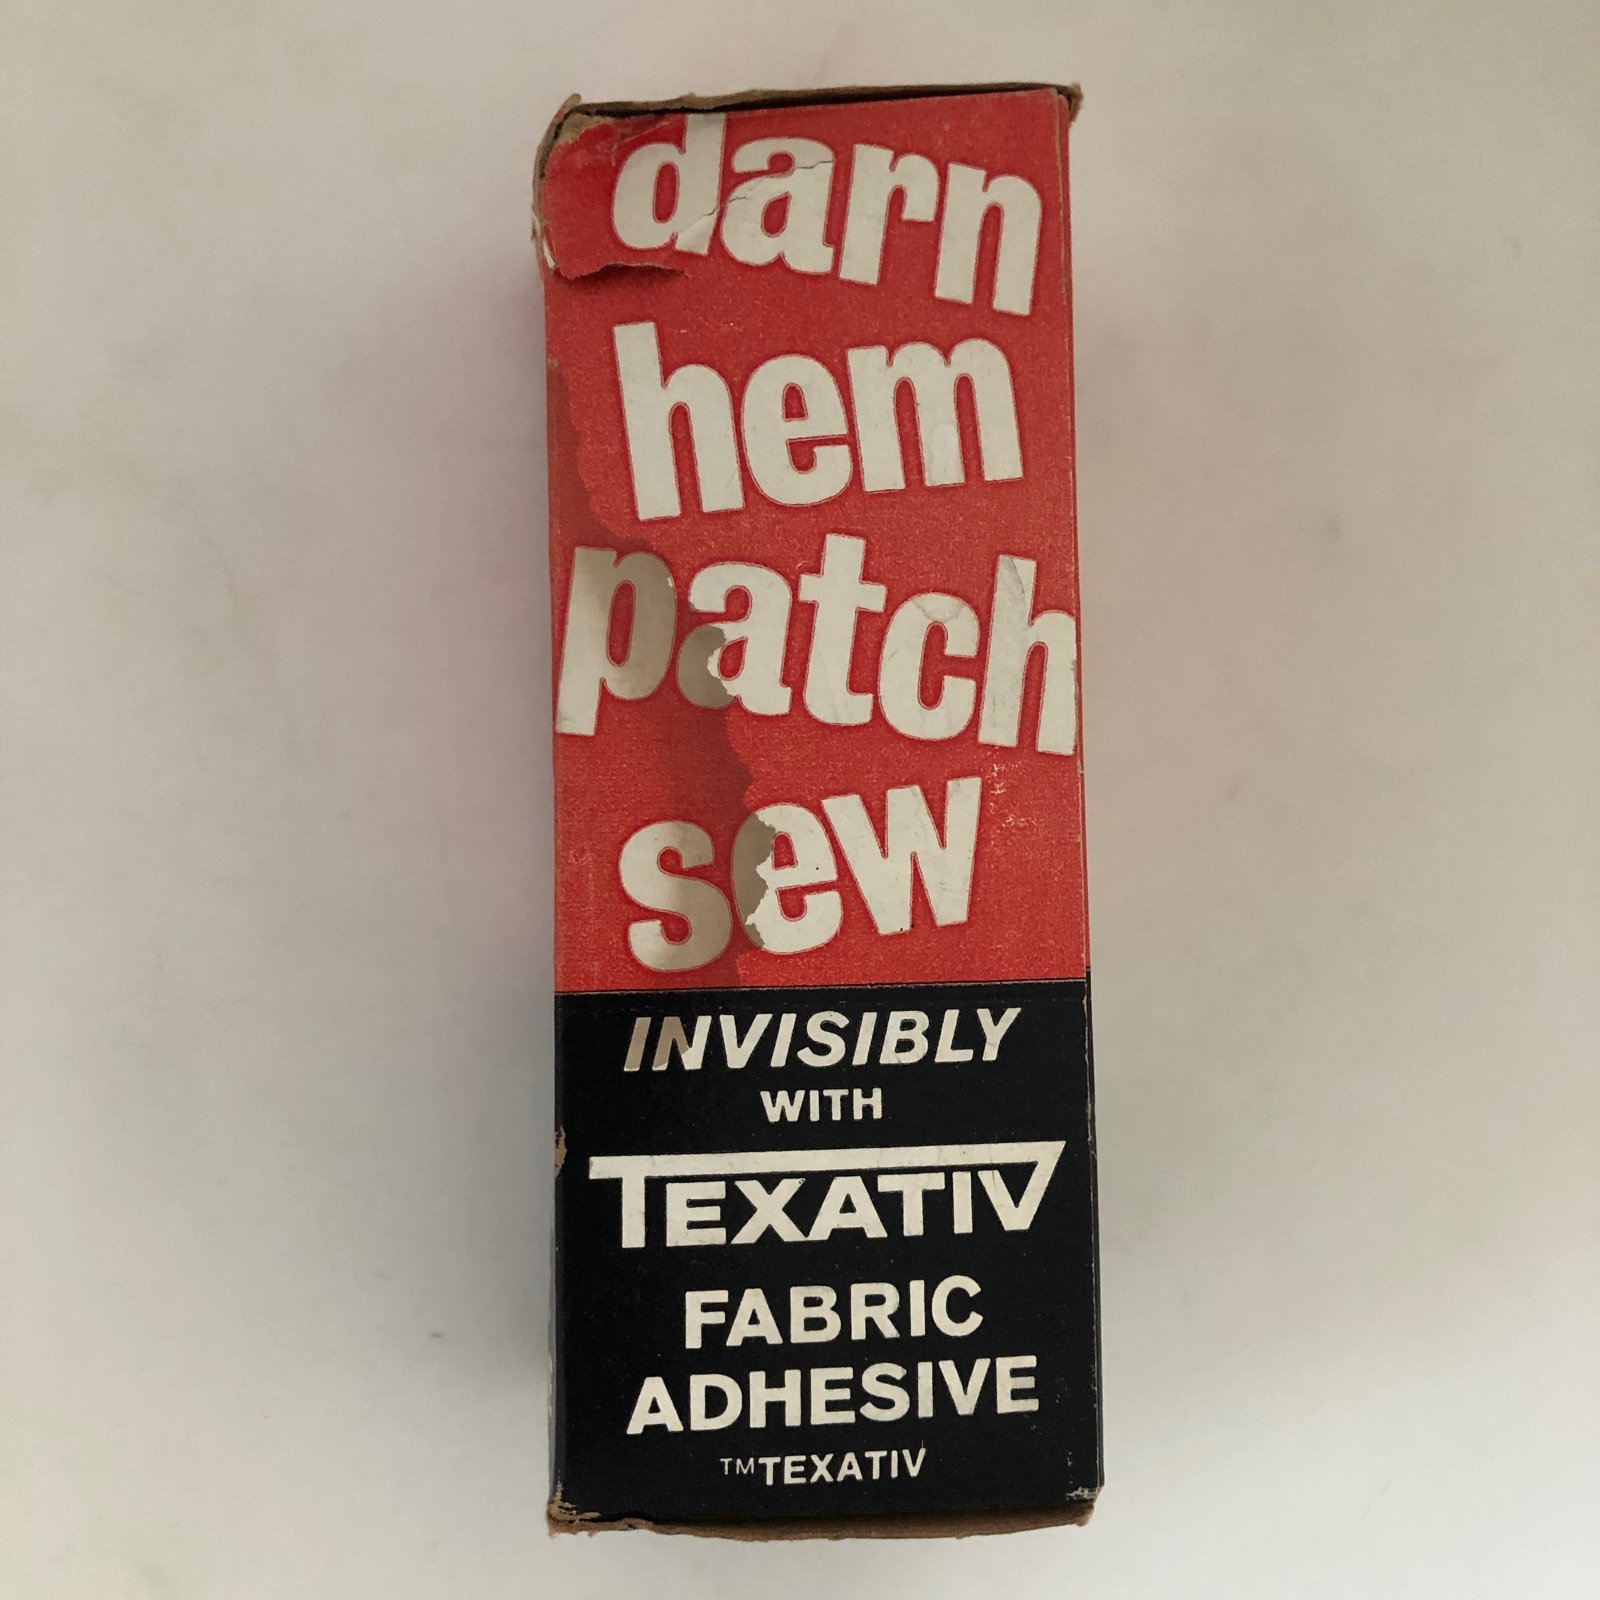 darn
hem
patch
sew
INVISIBLY
WITH
TEXATIV
FABRIC
ADHESIVE
™TEXATIV